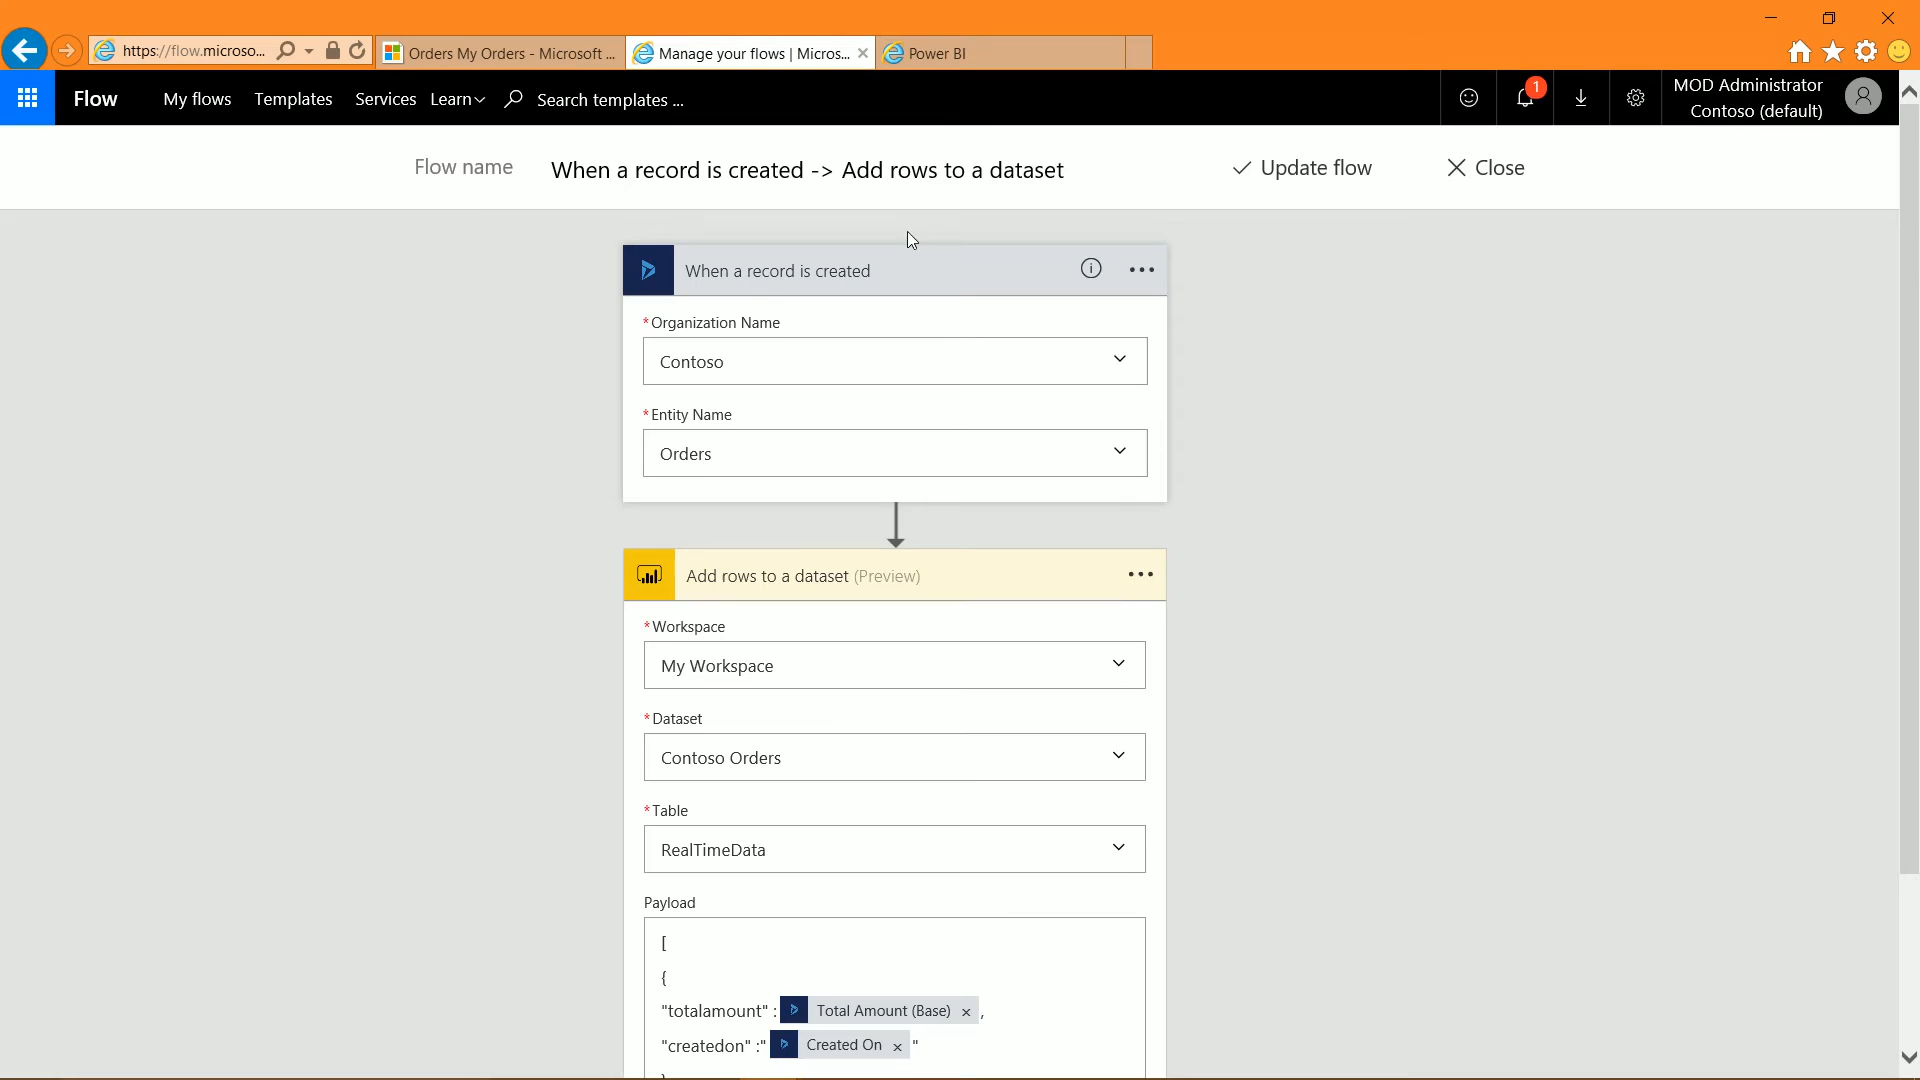 https://flow.microso...
Orders My Orders - Microsoft ...
Manage your flows | Micros...
Power BI
Flow
My flows
Templates
Services
Learn
Search templates ...
1
MOD Administrator
Contoso (default)
Flow name
When a record is created -> Add rows to a dataset
Update flow
Close
When a record is created
*Organization Name
Contoso
*Entity Name
Orders
Add rows to a dataset (Preview)
*Workspace
My Workspace
*Dataset
Contoso Orders
*Table
RealTimeData
Payload
[
{
"totalamount" : Total Amount (Base) × ,
"createdon" :" Created On × "